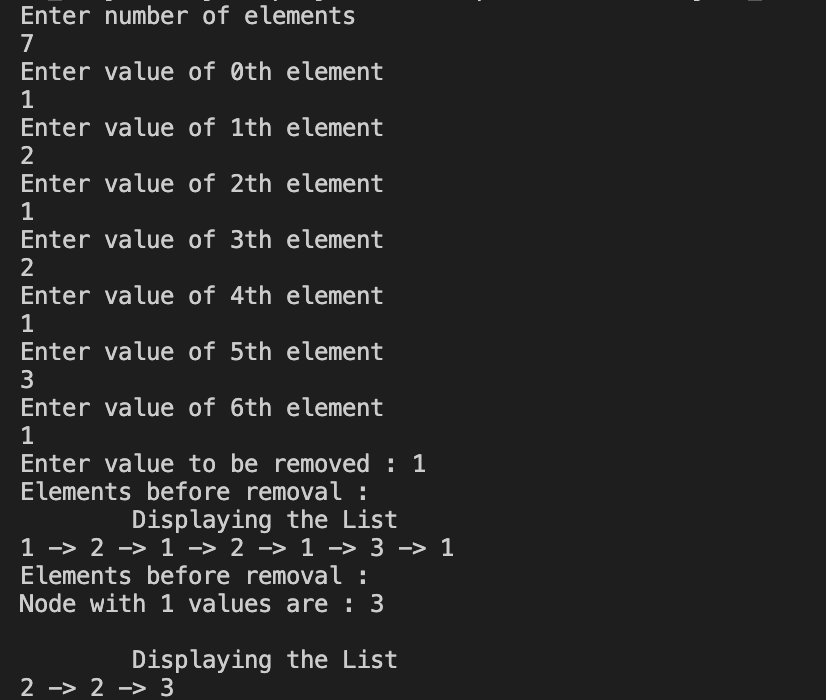 Enter number of elements
7
Enter value of 0th element
1
Enter value of 1th element
2
Enter value of 2th element
1
Enter value of 3th element
2
Enter value of 4th element
1
Enter value of 5th element
3
Enter value of 6th element
1
Enter value to be removed : 1
Elements before removal :
Displaying the List
1 -> 2 -> 1 -> 2 -> 1 -> 3 -> 1
Elements before removal :
Node with 1 values are : 3
Displaying the List
2 -> 2 -> 3